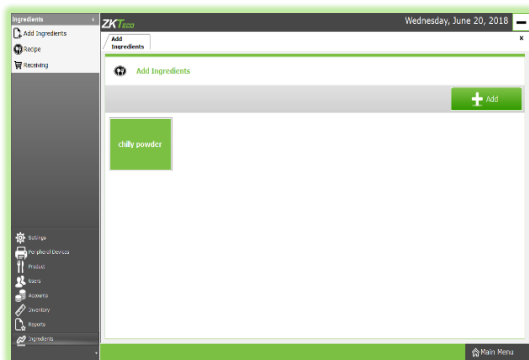 Ingredients
Add Ingredients
Recipe
Receiving
Settings
Peripheral Devices
Product
Users
Accounts
Inventory
Reports
Ingredients
ZKTeco
Wednesday, June 20, 2018
Add
Ingredients
x
Add Ingredients
Add
chilly powder
Main Menu